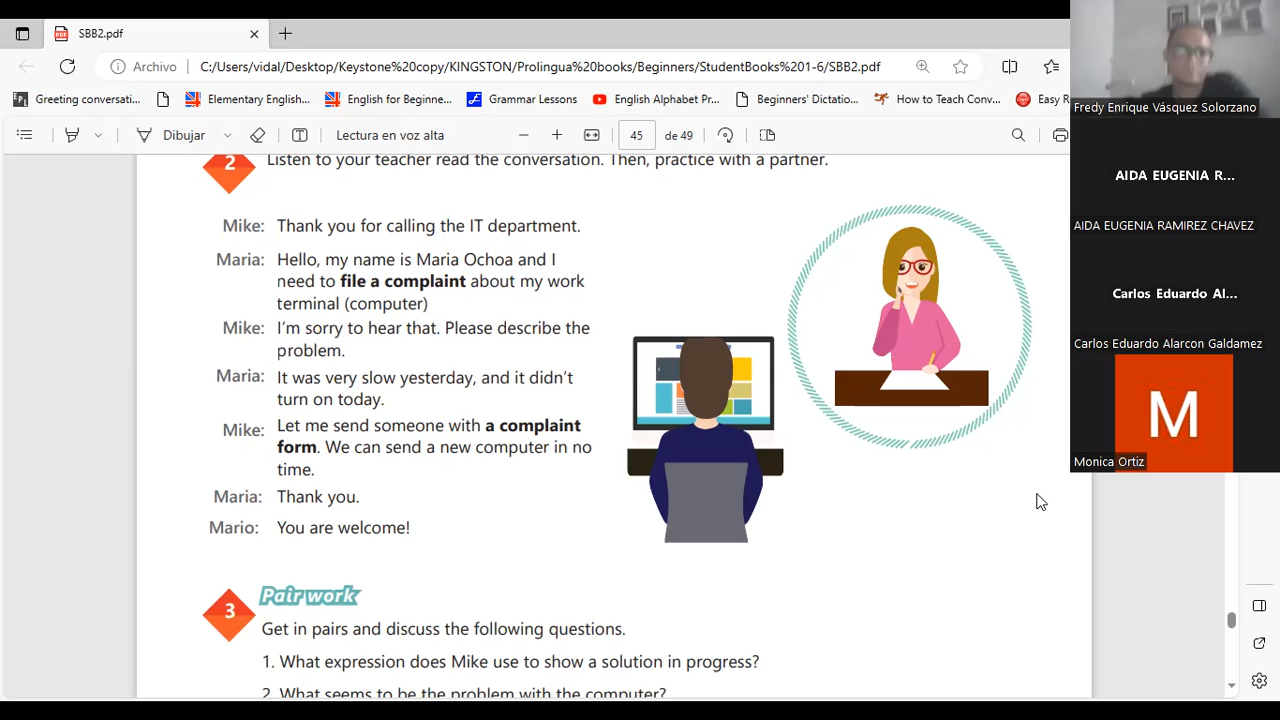 SBB2.pdf
Archivo
C:/Users/vidal/Desktop/Keystone%20copy/KINGSTON/Prolingua%20books/Beginners/StudentBooks%201-6/SBB2.pdf
Greeting conversati...
Elementary English...
English for Beginne...
Grammar Lessons
English Alphabet Pr...
Beginners' Dictatio...
How to Teach Conv...
Easy R
Dibujar
Lectura en voz alta
45
de 49
2
Listen to your teacher read the conversation. Then, practice with a partner.
Mike: Thank you for calling the IT department.
Maria: Hello, my name is Maria Ochoa and I
need to file a complaint about my work
terminal (computer)
Mike: I'm sorry to hear that. Please describe the
problem.
Maria: It was very slow yesterday, and it didn't
turn on today.
Mike: Let me send someone with a complaint
form. We can send a new computer in no
time.
Maria: Thank you.
Mario: You are welcome!
3
Pair work
Get in pairs and discuss the following questions.
1. What expression does Mike use to show a solution in progress?
2. What seems to be the problem with the computer?
Fredy Enrique Vásquez Solorzano
AIDA EUGENIA R...
AIDA EUGENIA RAMIREZ CHAVEZ
Carlos Eduardo Al...
Carlos Eduardo Alarcon Galdamez
M
Monica Ortiz